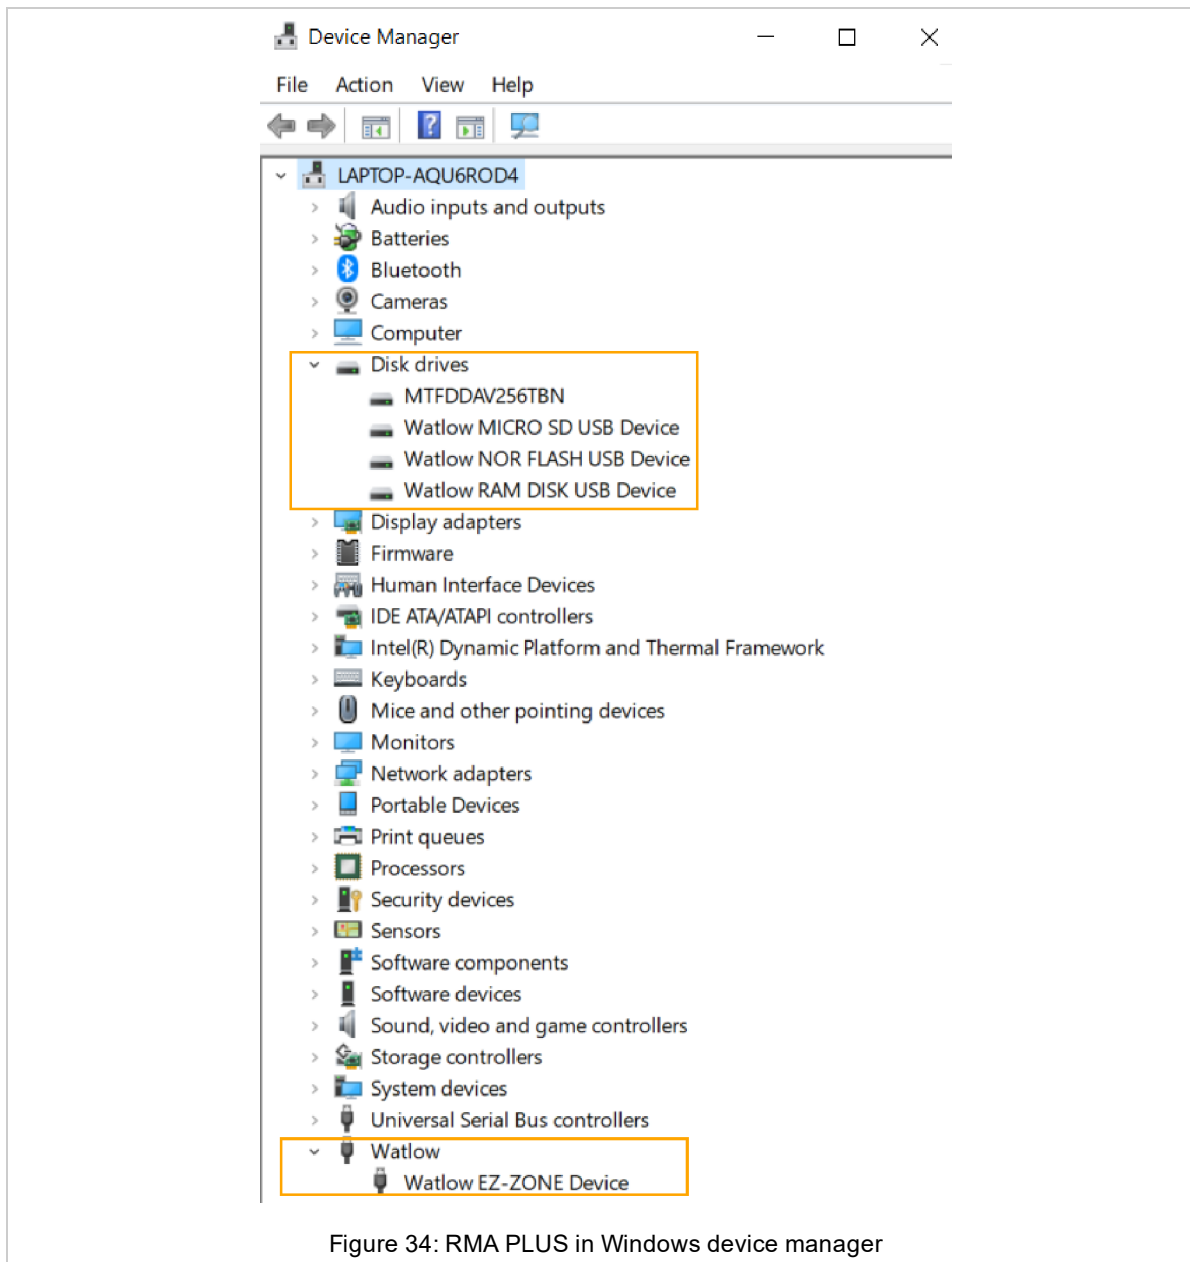 Device Manager
File Action View Help
LAPTOP-AQU6ROD4
Audio inputs and outputs
Batteries
Bluetooth
Cameras
Computer
Disk drives
MTFDDAV256TBN
Watlow MICRO SD USB Device
Watlow NOR FLASH USB Device
Watlow RAM DISK USB Device
Display adapters
Firmware
Human Interface Devices
IDE ATA/ATAPI controllers
Intel(R) Dynamic Platform and Thermal Framework
Keyboards
Mice and other pointing devices
Monitors
Network adapters
Portable Devices
Print queues
Processors
Security devices
Sensors
Software components
Software devices
Sound, video and game controllers
Storage controllers
System devices
Universal Serial Bus controllers
Watlow
Watlow EZ-ZONE Device
Figure 34: RMA PLUS in Windows device manager